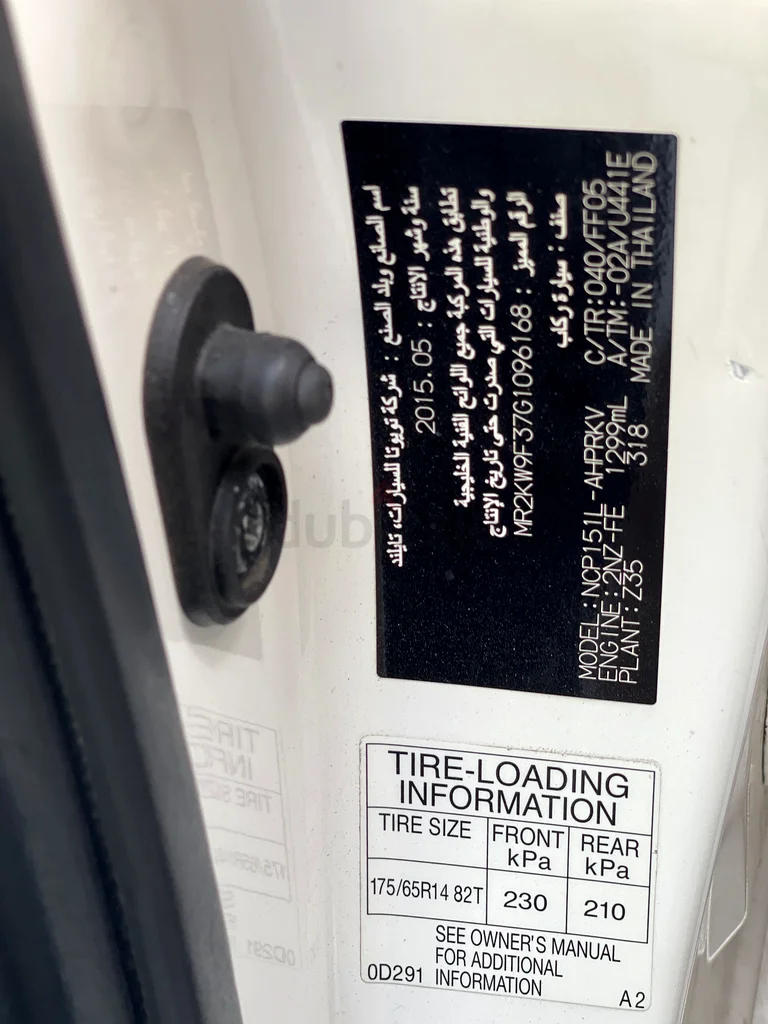 اسم الصانع وبلد الصنع : شركة تويوتا للسيارات، تايلند
سنة وشهر الإنتاج : 2015.05
تطابق هذه المركبة جميع اللوائح الفنية الخليجية
والوطنية للسيارات التي صدرت حتى تاريخ الإنتاج
الرقم المميز : MR2KW9F37G1096168
صنف : سيارة ركاب
MODEL:NCP151L-AHPRKV C/TR:040/FF05
ENGINE:2NZ-FE 1299mL A/TM:-02A/U441E
PLANT:Z35 318 MADE IN THAILAND
TIRE-LOADING
INFORMATION
TIRE SIZE FRONT kPa REAR kPa
175/65R14 82T 230 210
SEE OWNER'S MANUAL
FOR ADDITIONAL
0D291 INFORMATION A2